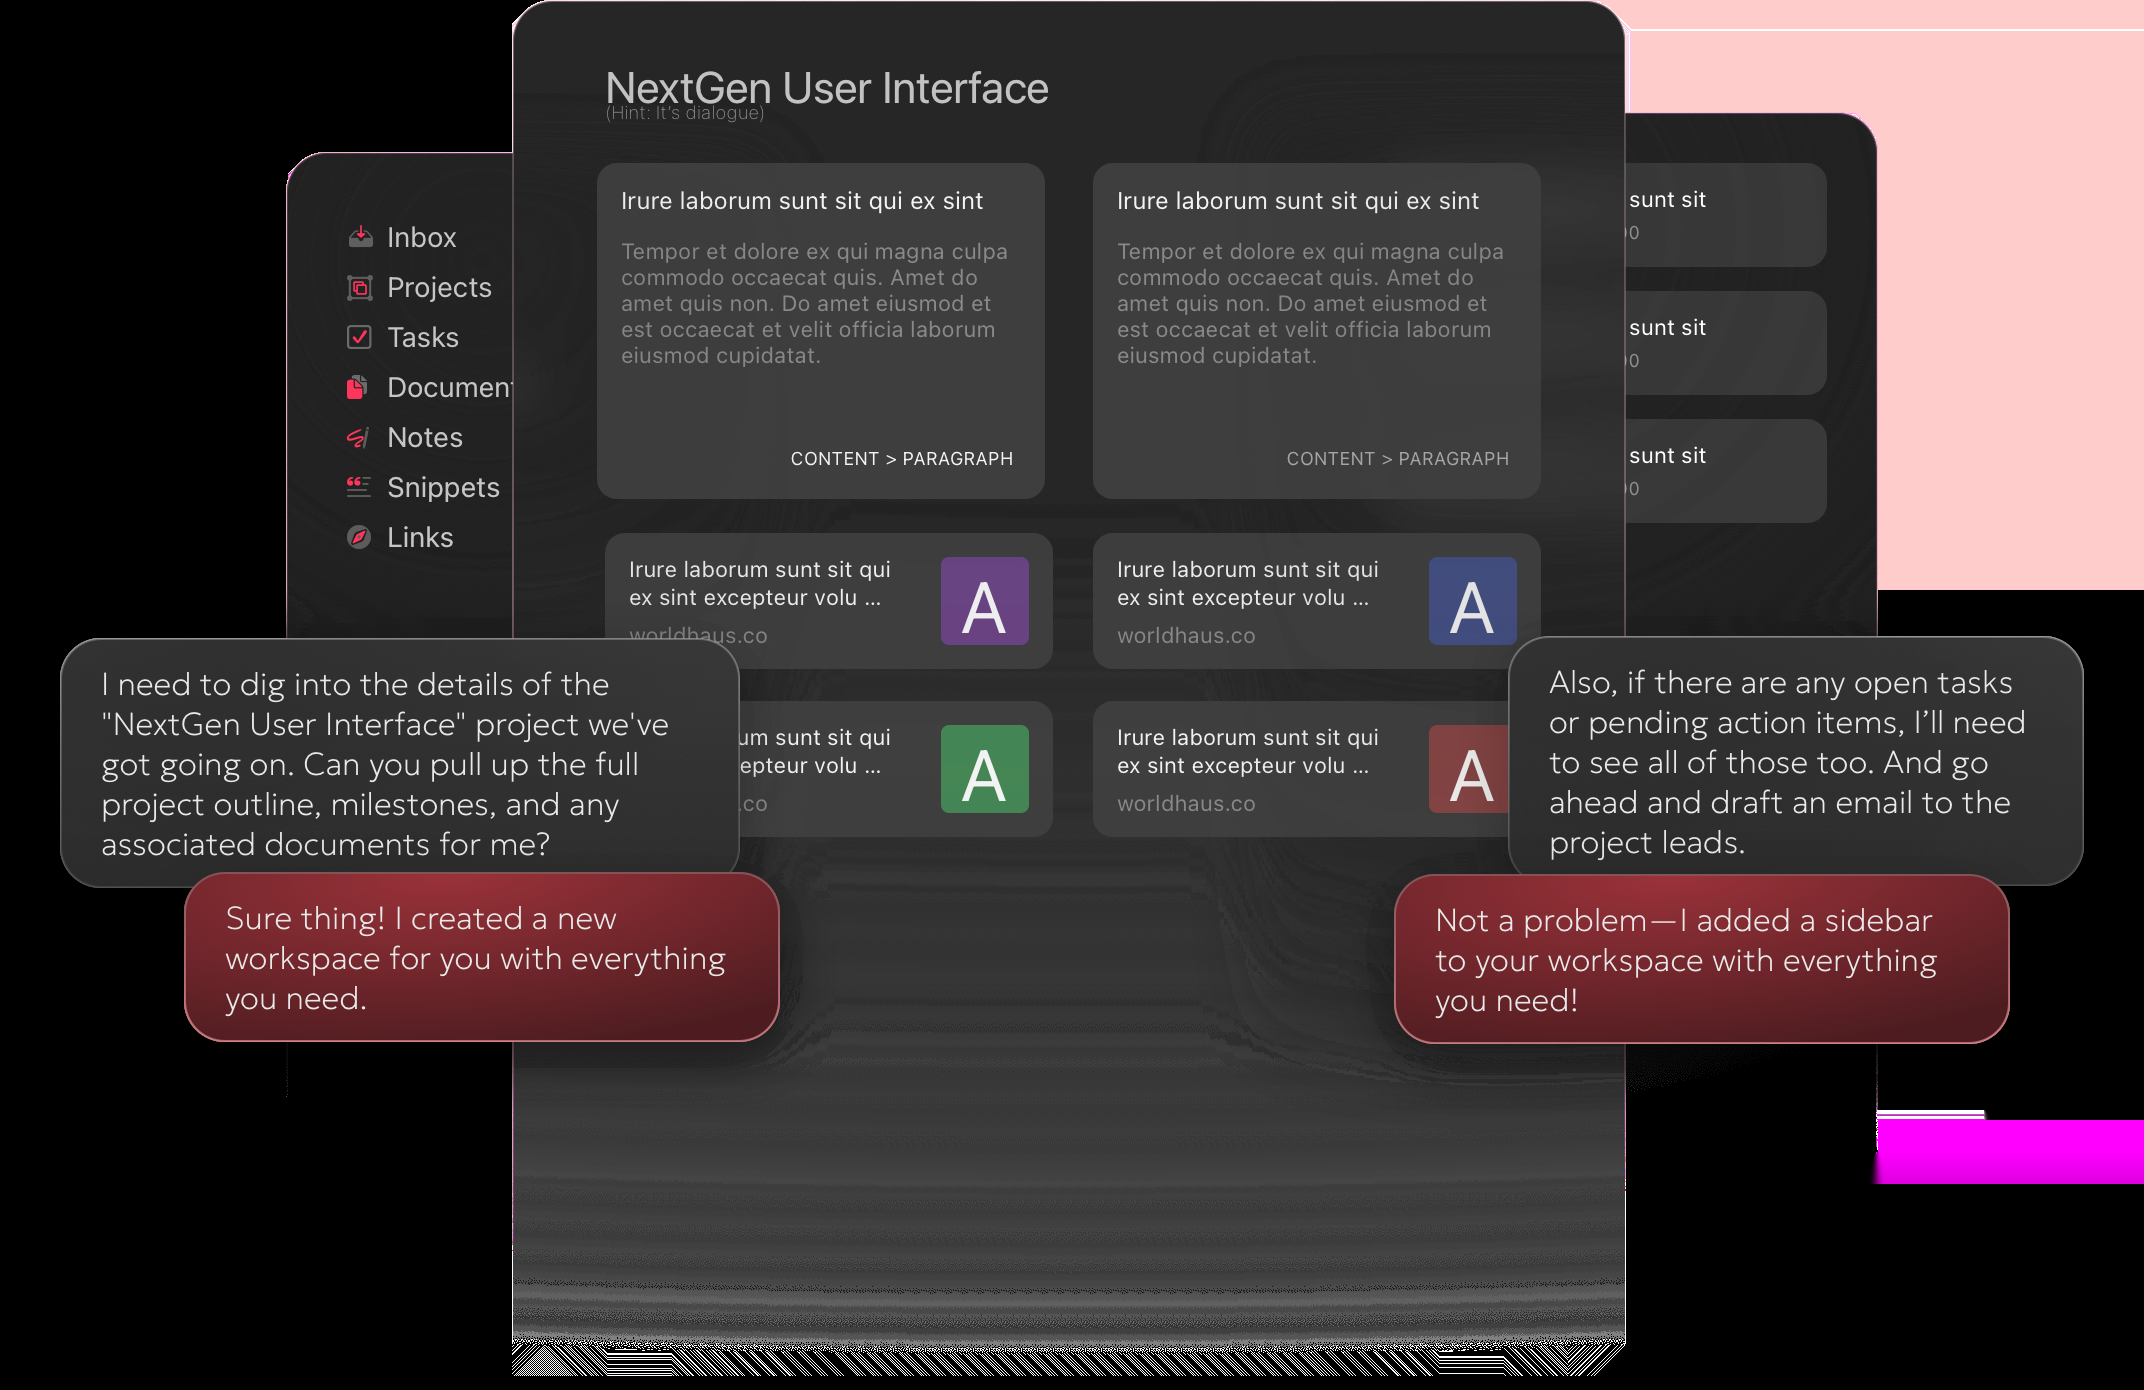 NextGen User Interface
(Hint: It's dialogue)
Inbox
Projects
Tasks
Documen
Notes
Snippets
Links
Irure laborum sunt sit qui ex sint
Tempor et dolore ex qui magna culpa
commodo occaecat quis. Amet do
amet quis non. Do amet eiusmod et
est occaecat et velit officia laborum
eiusmod cupidatat.
CONTENT > PARAGRAPH
Irure laborum sunt sit qui ex sint
Tempor et dolore ex qui magna culpa
commodo occaecat quis. Amet do
amet quis non. Do amet eiusmod et
est occaecat et velit officia laborum
eiusmod cupidatat.
CONTENT > PARAGRAPH
sunt sit
00
sunt sit
00
sunt sit
00
Irure laborum sunt sit qui
ex sint excepteur volu ...
worldhaus.co
A
Irure laborum sunt sit qui
ex sint excepteur volu ...
worldhaus.co
A
um sunt sit qui
epteur volu ...
.co
A
Irure laborum sunt sit qui
ex sint excepteur volu ...
worldhaus.co
A
I need to dig into the details of the
"NextGen User Interface" project we've
got going on. Can you pull up the full
project outline, milestones, and any
associated documents for me?
Sure thing! I created a new
workspace for you with everything
you need.
Also, if there are any open tasks
or pending action items, I’ll need
to see all of those too. And go
ahead and draft an email to the
project leads.
Not a problem—I added a sidebar
to your workspace with everything
you need!